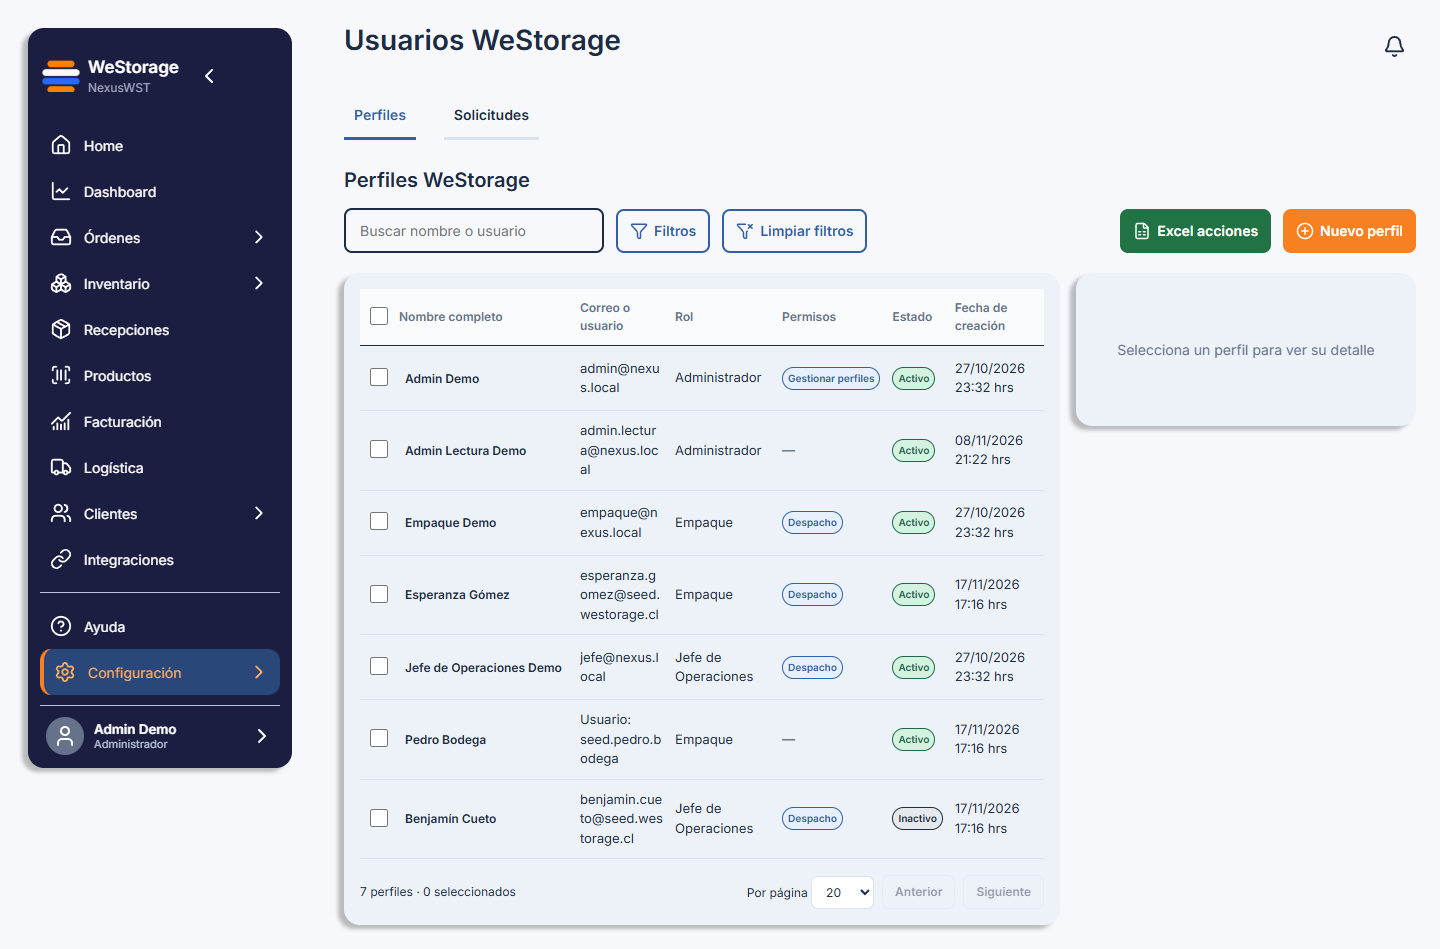 WeStorage
NexusWST
Home
Dashboard
Órdenes
Inventario
Recepciones
Productos
Facturación
Logística
Clientes
Integraciones
Ayuda
Configuración
Admin Demo
Administrador
Usuarios WeStorage
Perfiles
Solicitudes
Perfiles WeStorage
Buscar nombre o usuario
Filtros
Limpiar filtros
Excel acciones
Nuevo perfil
Nombre completo
Correo o
usuario
Rol
Permisos
Estado
Fecha de
creación
Admin Demo
admin@nexu
s.local
Administrador
Gestionar perfiles
Activo
27/10/2026
23:32 hrs
Admin Lectura Demo
admin.lectur
a@nexus.loc
al
Administrador
—
Activo
08/11/2026
21:22 hrs
Empaque Demo
empaque@n
exus.local
Empaque
Despacho
Activo
27/10/2026
23:32 hrs
Esperanza Gómez
esperanza.g
omez@seed.
westorage.cl
Empaque
Despacho
Activo
17/11/2026
17:16 hrs
Jefe de Operaciones Demo
jefe@nexus.l
ocal
Jefe de
Operaciones
Despacho
Activo
27/10/2026
23:32 hrs
Pedro Bodega
Usuario:
seed.pedro.b
odega
Empaque
—
Activo
17/11/2026
17:16 hrs
Benjamín Cueto
benjamin.cue
to@seed.wes
torage.cl
Jefe de
Operaciones
Despacho
Inactivo
17/11/2026
17:16 hrs
7 perfiles · 0 seleccionados
Por página
20
Anterior
Siguiente
Selecciona un perfil para ver su detalle